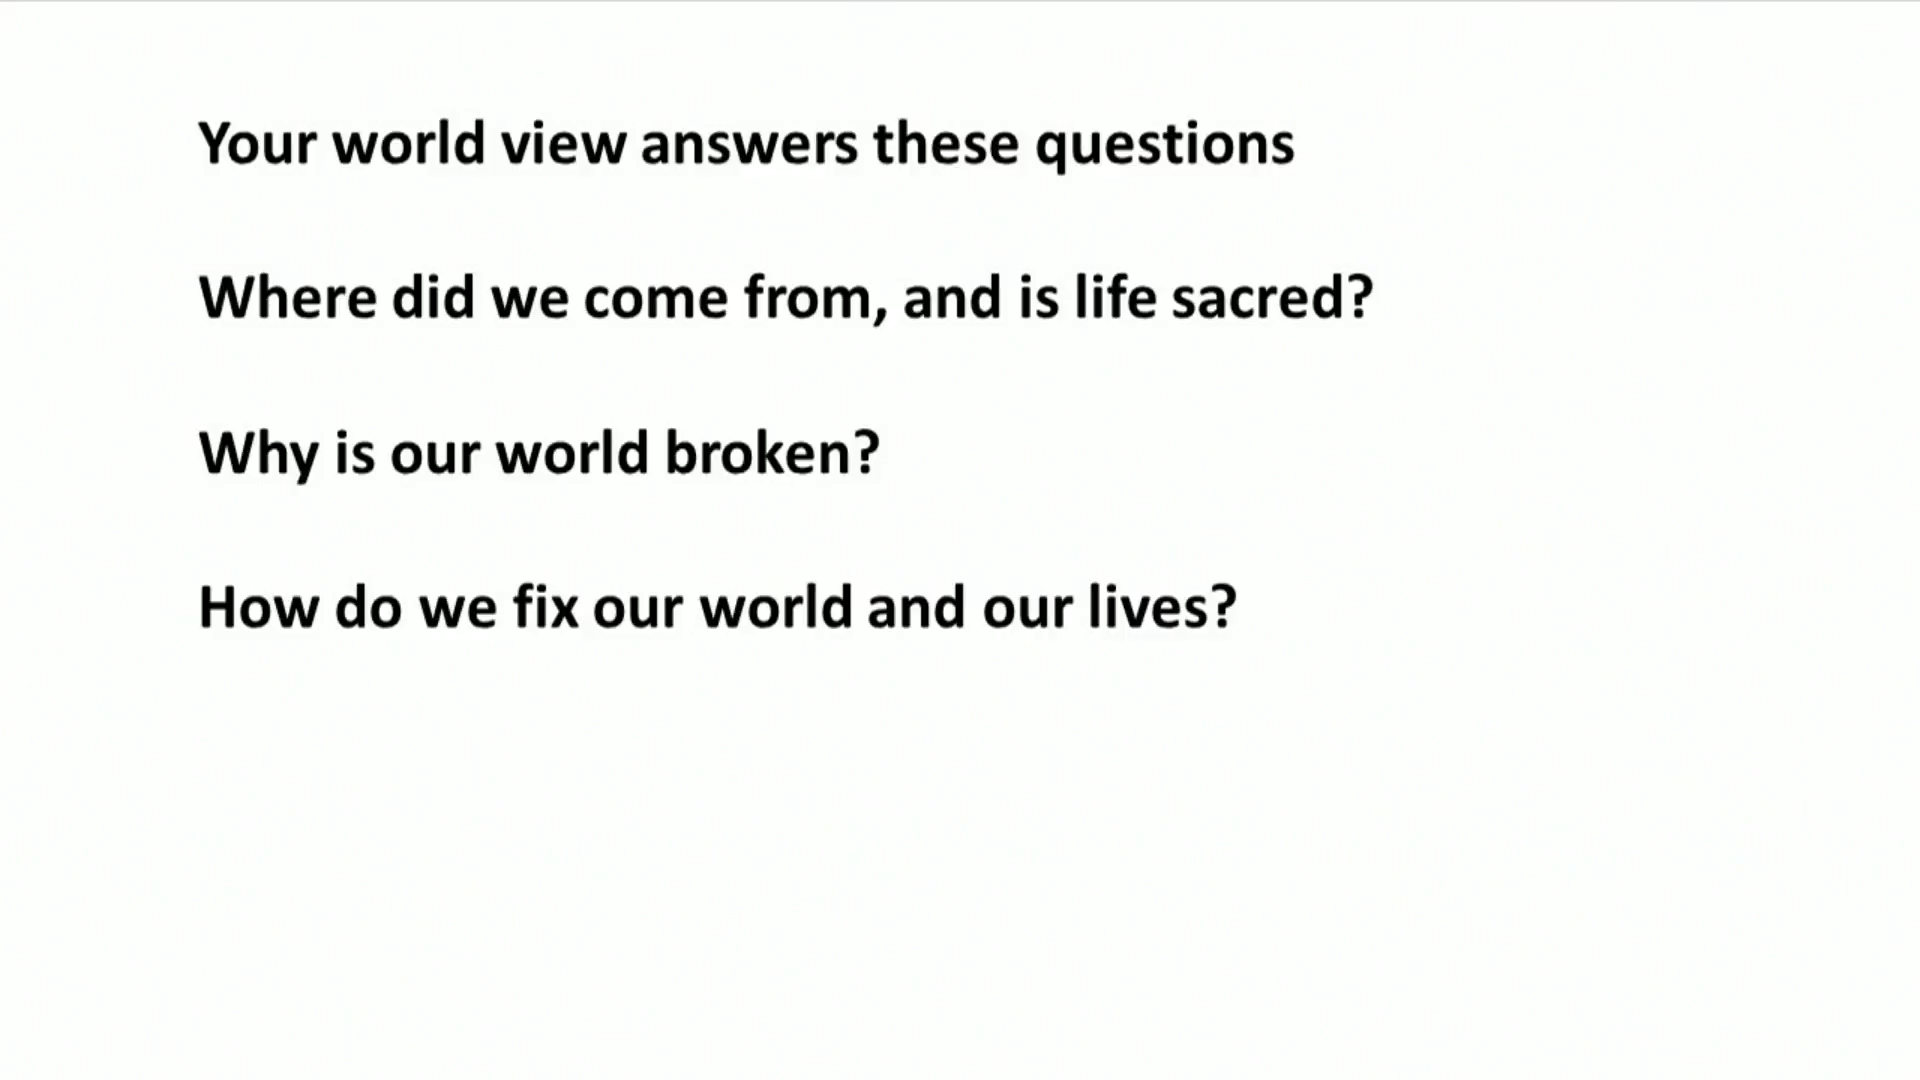 Your world view answers these questions
Where did we come from, and is life sacred?
Why is our world broken?
How do we fix our world and our lives?